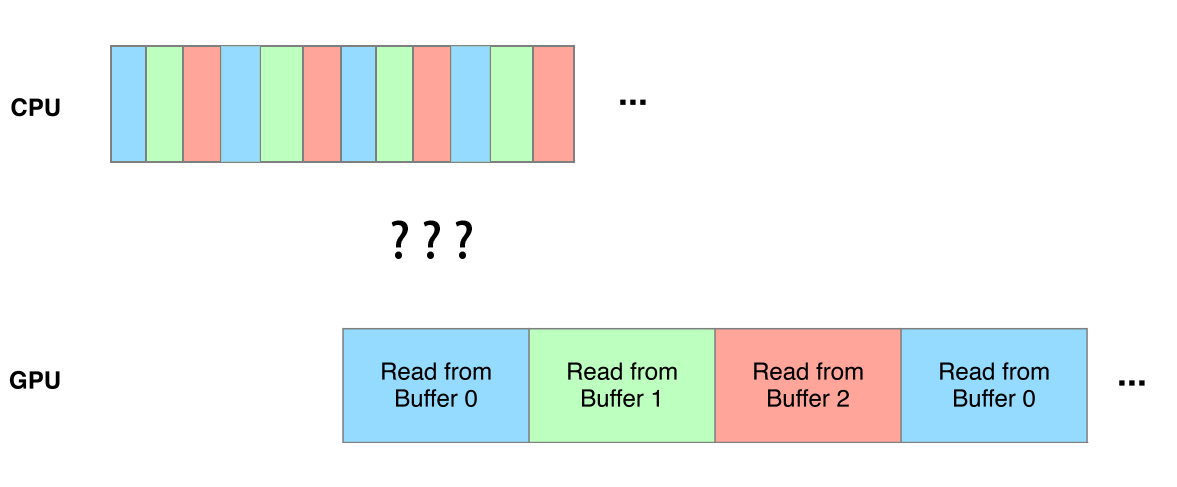 CPU
...
? ? ?
GPU
Read from
Buffer 0
Read from
Buffer 1
Read from
Buffer 2
Read from
Buffer 0
...